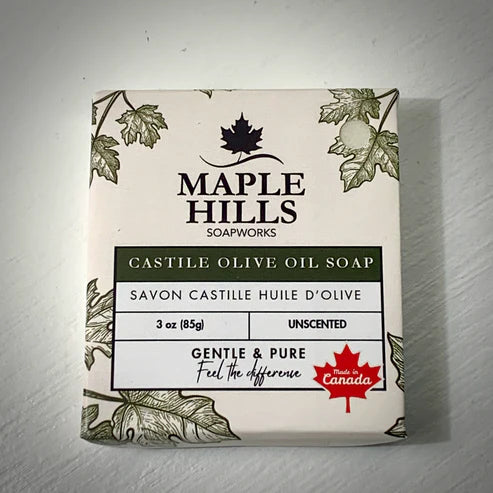 MAPLE
HILLS
SOAPWORKS
CASTILE OLIVE OIL SOAP
SAVON CASTILLE HUILE D'OLIVE
3 oz (85g) UNSCENTED
GENTLE & PURE
Feel the difference
Made in
Canada